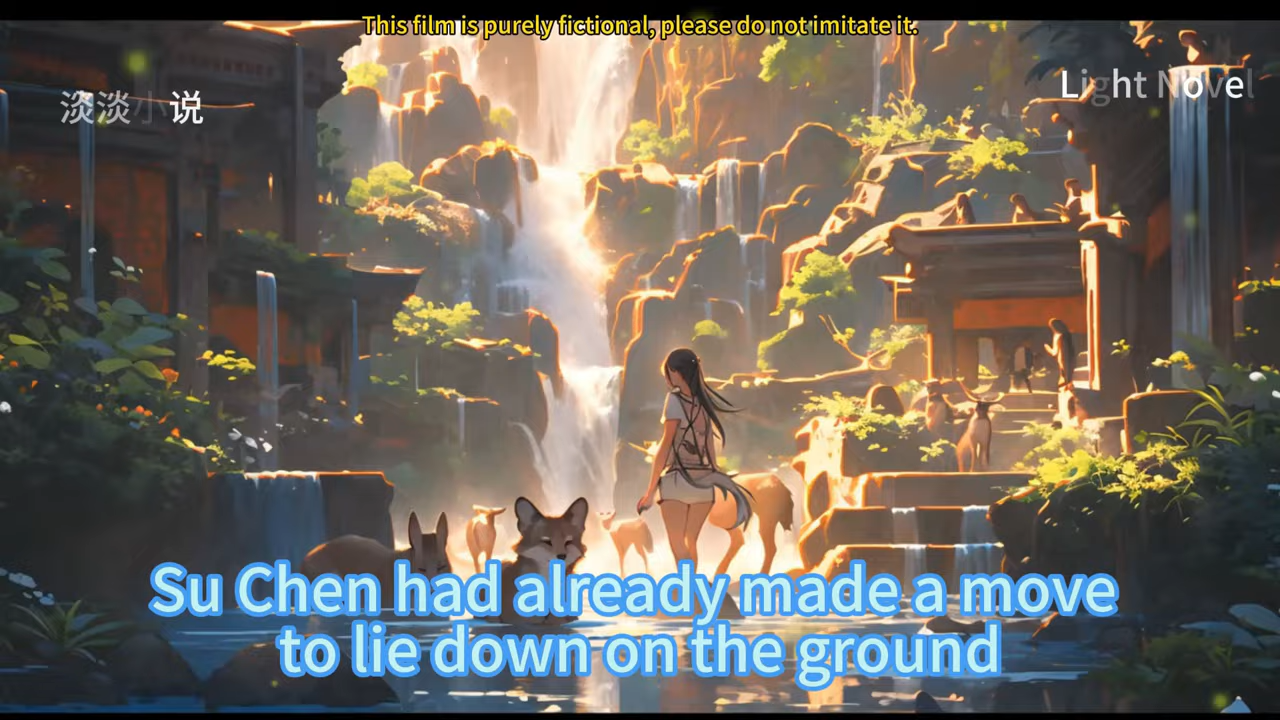 This film is purely fictional, please do not imitate it.
淡淡小说
Light Novel
Su Chen had already made a move
to lie down on the ground